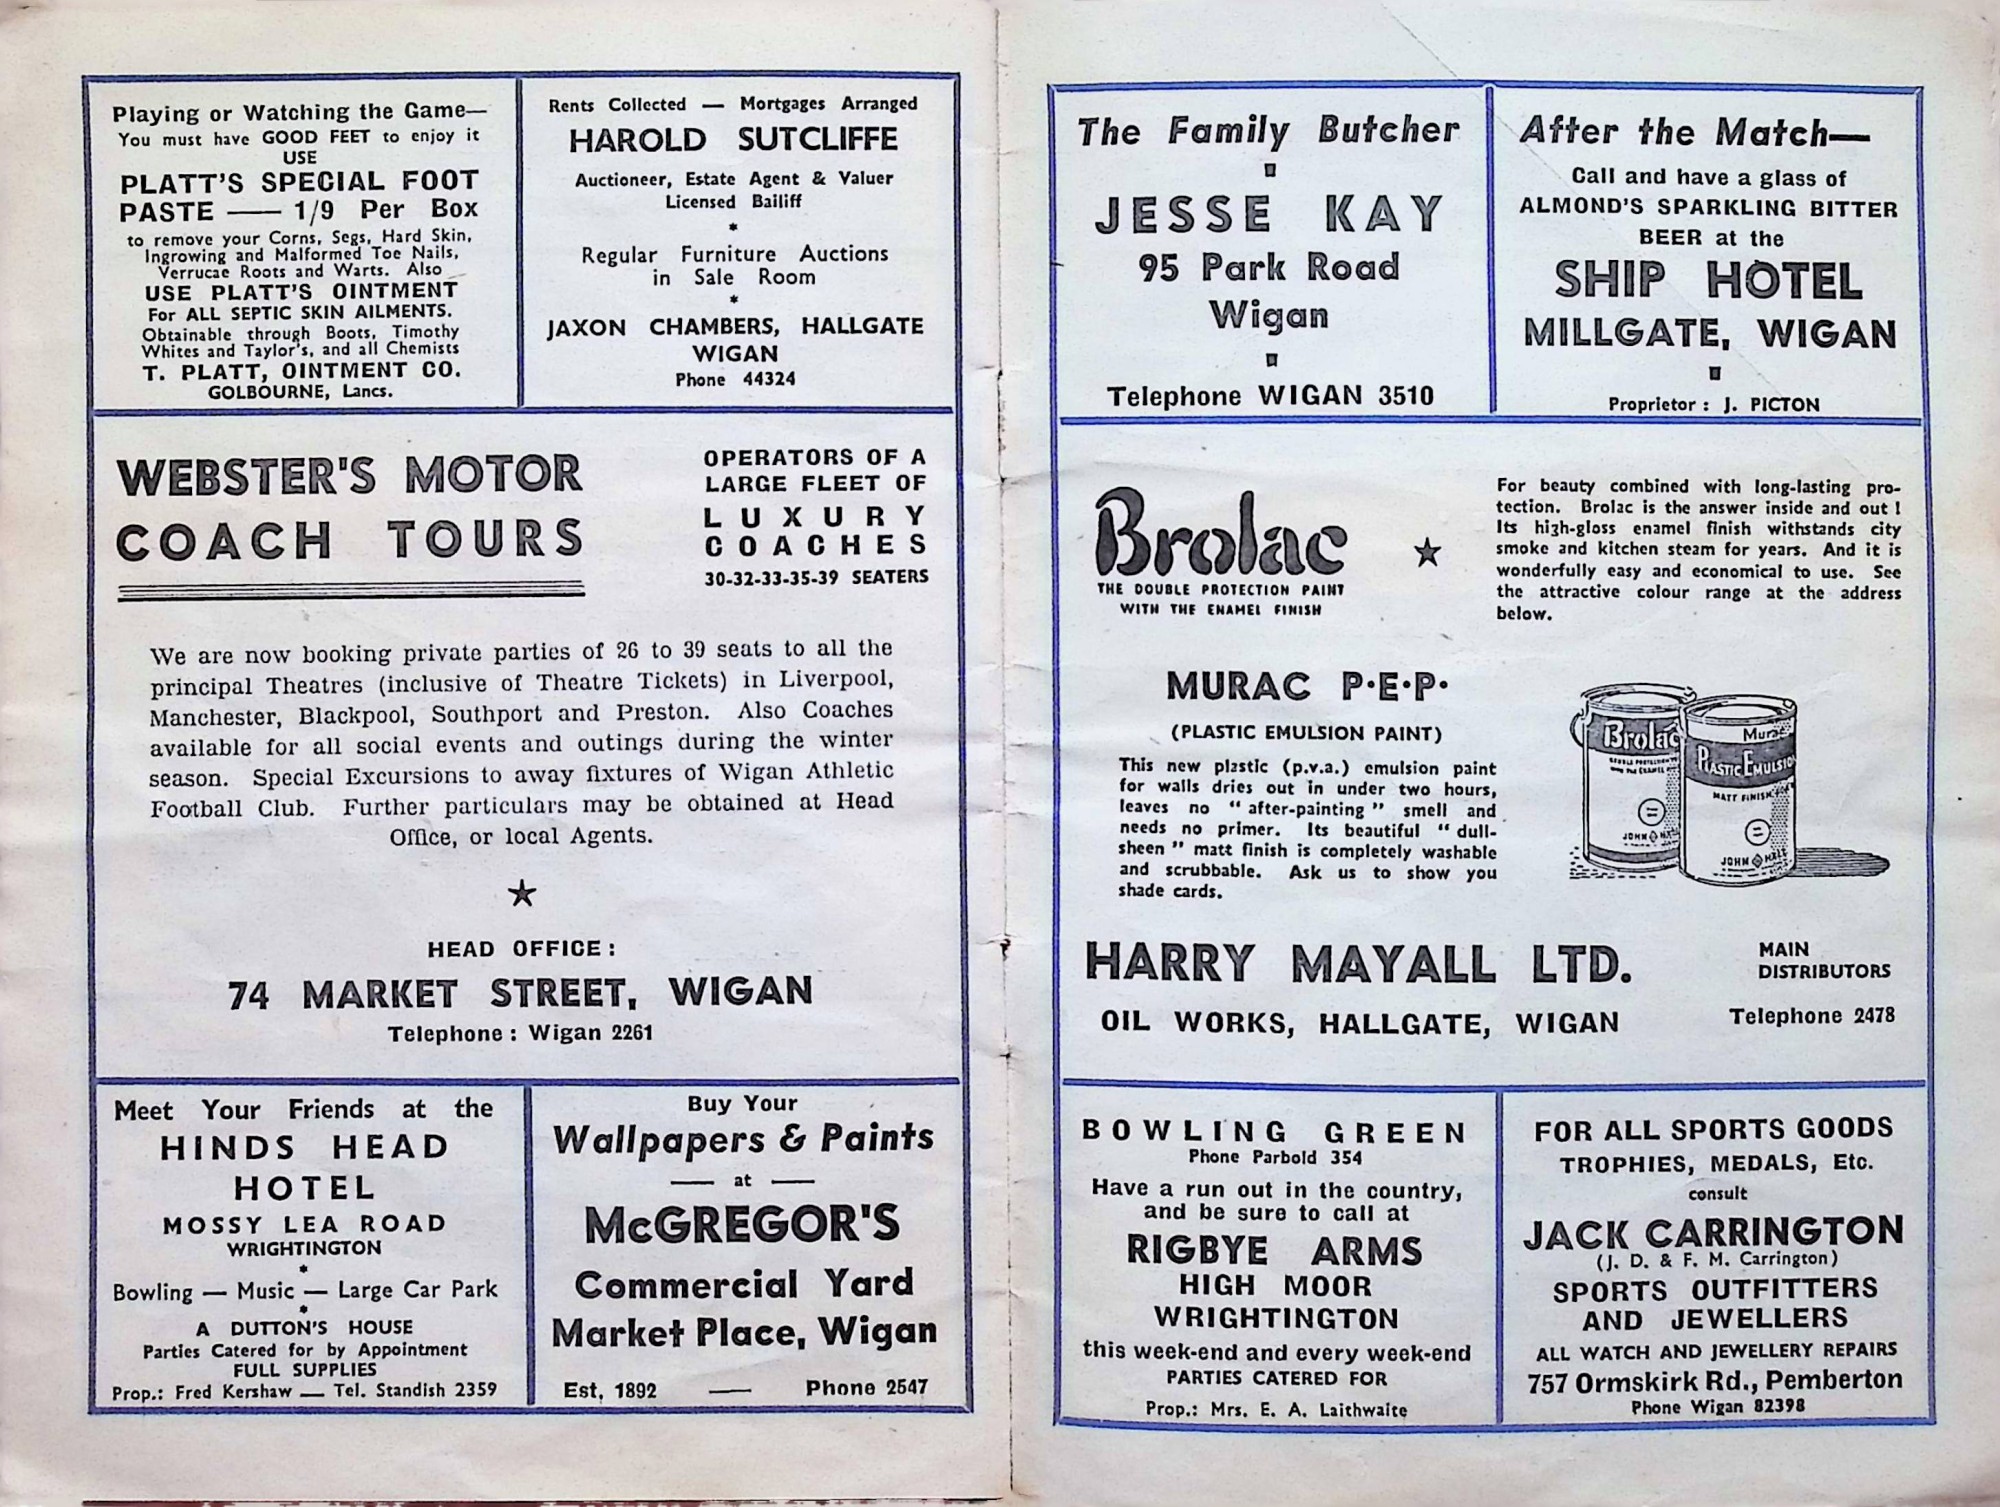 Playing or Watching the Game—
You must have GOOD FEET to enjoy it
USE
PLATT'S SPECIAL FOOT
PASTE —— 1/9 Per Box
to remove your Corns, Segs, Hard Skin,
Ingrowing and Malformed Toe Nails,
Verrucae Roots and Warts. Also
USE PLATT'S OINTMENT
For ALL SEPTIC SKIN AILMENTS.
Obtainable through Boots, Timothy
Whites and Taylor's, and all Chemists
T. PLATT, OINTMENT CO.
GOLBOURNE, Lancs.
Rents Collected — Mortgages Arranged
HAROLD SUTCLIFFE
Auctioneer, Estate Agent & Valuer
Licensed Bailiff
*
Regular Furniture Auctions
in Sale Room
*
JAXON CHAMBERS, HALLGATE
WIGAN
Phone 44324
WEBSTER'S MOTOR
COACH TOURS
OPERATORS OF A
LARGE FLEET OF
LUXURY
COACHES
30-32-33-35-39 SEATERS
We are now booking private parties of 26 to 39 seats to all the
principal Theatres (inclusive of Theatre Tickets) in Liverpool,
Manchester, Blackpool, Southport and Preston. Also Coaches
available for all social events and outings during the winter
season. Special Excursions to away fixtures of Wigan Athletic
Football Club. Further particulars may be obtained at Head
Office, or local Agents.
★
HEAD OFFICE:
74 MARKET STREET, WIGAN
Telephone: Wigan 2261
Meet Your Friends at the
HINDS HEAD
HOTEL
MOSSY LEA ROAD
WRIGHTINGTON
*
Bowling — Music — Large Car Park
*
A DUTTON'S HOUSE
Parties Catered for by Appointment
FULL SUPPLIES
Prop.: Fred Kershaw — Tel. Standish 2359
Buy Your
Wallpapers & Paints
—— at ——
McGREGOR'S
Commercial Yard
Market Place, Wigan
Est. 1892 —— Phone 2547
The Family Butcher
JESSE KAY
95 Park Road
Wigan
Telephone WIGAN 3510
After the Match—
Call and have a glass of
ALMOND'S SPARKLING BITTER
BEER at the
SHIP HOTEL
MILLGATE, WIGAN
Proprietor: J. PICTON
Brolac
THE DOUBLE PROTECTION PAINT
WITH THE ENAMEL FINISH
★
For beauty combined with long-lasting pro-
tection. Brolac is the answer inside and out!
Its high-gloss enamel finish withstands city
smoke and kitchen steam for years. And it is
wonderfully easy and economical to use. See
the attractive colour range at the address
below.
MURAC P·E·P·
(PLASTIC EMULSION PAINT)
This new plastic (p.v.a.) emulsion paint
for walls dries out in under two hours,
leaves no "after-painting" smell and
needs no primer. Its beautiful "dull-
sheen" matt finish is completely washable
and scrubbable. Ask us to show you
shade cards.
Brolac
JOHN HALL
Murac
PLASTIC EMULSION
MATT FINISH
JOHN HALL
HARRY MAYALL LTD.
OIL WORKS, HALLGATE, WIGAN
MAIN
DISTRIBUTORS
Telephone 2478
BOWLING GREEN
Phone Parbold 354
Have a run out in the country,
and be sure to call at
RIGBYE ARMS
HIGH MOOR
WRIGHTINGTON
this week-end and every week-end
PARTIES CATERED FOR
Prop.: Mrs. E. A. Laithwaite
FOR ALL SPORTS GOODS
TROPHIES, MEDALS, Etc.
consult
JACK CARRINGTON
(J. D. & F. M. Carrington)
SPORTS OUTFITTERS
AND JEWELLERS
ALL WATCH AND JEWELLERY REPAIRS
757 Ormskirk Rd., Pemberton
Phone Wigan 82398